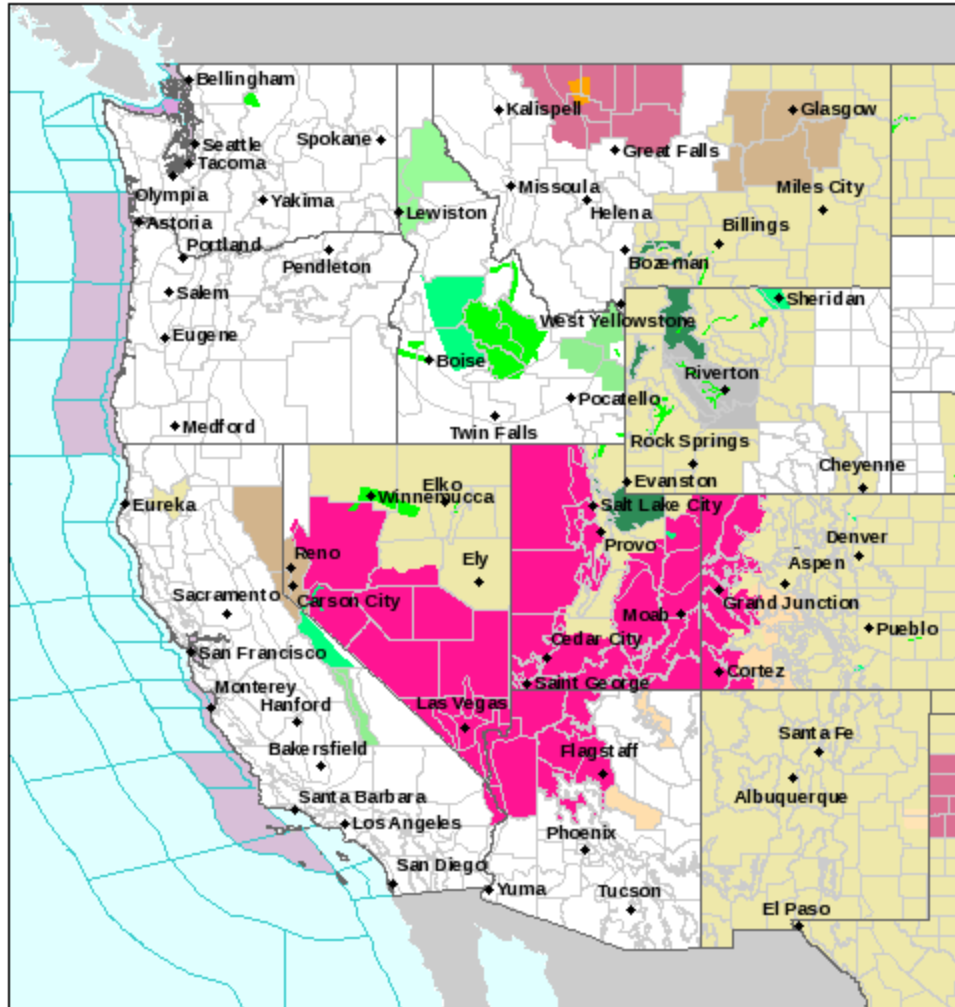 Bellingham
Kalispell
Glasgow
Spokane
Seattle
Great Falls
Tacoma
Olympia
Missoula
Miles City
Yakima
Helena
Lewiston
Astoria
Billings
Portland
Pendleton
Bozeman
Salem
Sheridan
West Yellowstone
Eugene
Boise
Riverton
Pocatello
Medford
Twin Falls
Rock Springs
Cheyenne
Elko
Evanston
Winnemucca
Eureka
Salt Lake City
Provo
Denver
Reno
Ely
Aspen
Sacramento
Carson City
Grand Junction
Moab
Pueblo
Cedar City
San Francisco
Cortez
Saint George
Monterey
Hanford
Las Vegas
Santa Fe
Bakersfield
Flagstaff
Albuquerque
Santa Barbara
Los Angeles
Phoenix
San Diego
Yuma
Tucson
El Paso